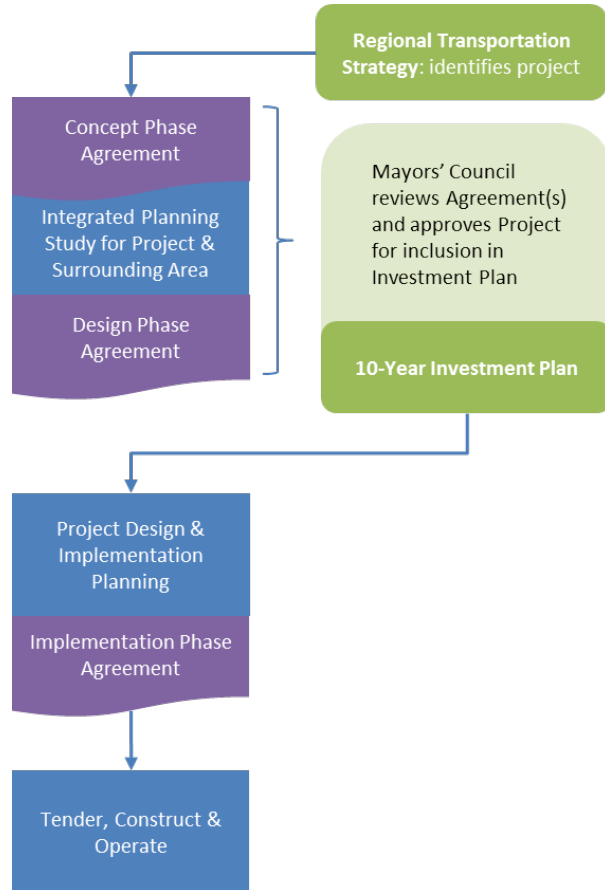 Regional Transportation
Strategy: identifies project
Concept Phase
Agreement
Integrated Planning
Study for Project &
Surrounding Area
Design Phase
Agreement
Mayors’ Council
reviews Agreement(s)
and approves Project
for inclusion in
Investment Plan
10-Year Investment Plan
Project Design &
Implementation
Planning
Implementation Phase
Agreement
Tender, Construct &
Operate